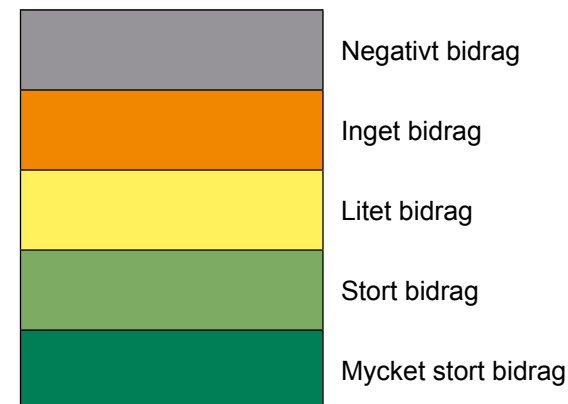 Negativt bidrag
Inget bidrag
Litet bidrag
Stort bidrag
Mycket stort bidrag